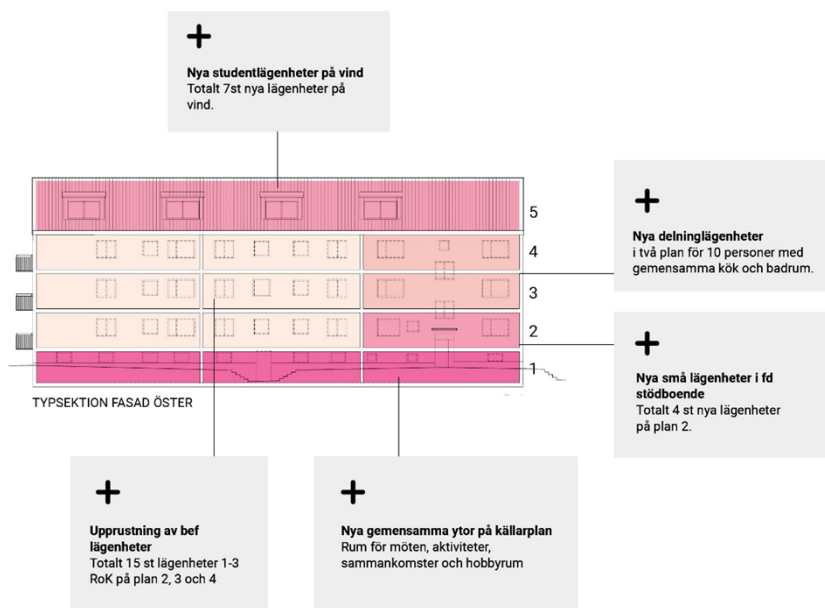 Nya studentlägenheter på vind
Totalt 7st nya lägenheter på
vind.
5
4
3
2
1
Nya delninglägenheter
i två plan för 10 personer med
gemensamma kök och badrum.
Nya små lägenheter i fd
stödboende
Totalt 4 st nya lägenheter
på plan 2.
TYPSEKTION FASAD ÖSTER
Upprustning av bef
lägenheter
Totalt 15 st lägenheter 1-3
RoK på plan 2, 3 och 4
Nya gemensamma ytor på källarplan
Rum för möten, aktiviteter,
sammankomster och hobbyrum